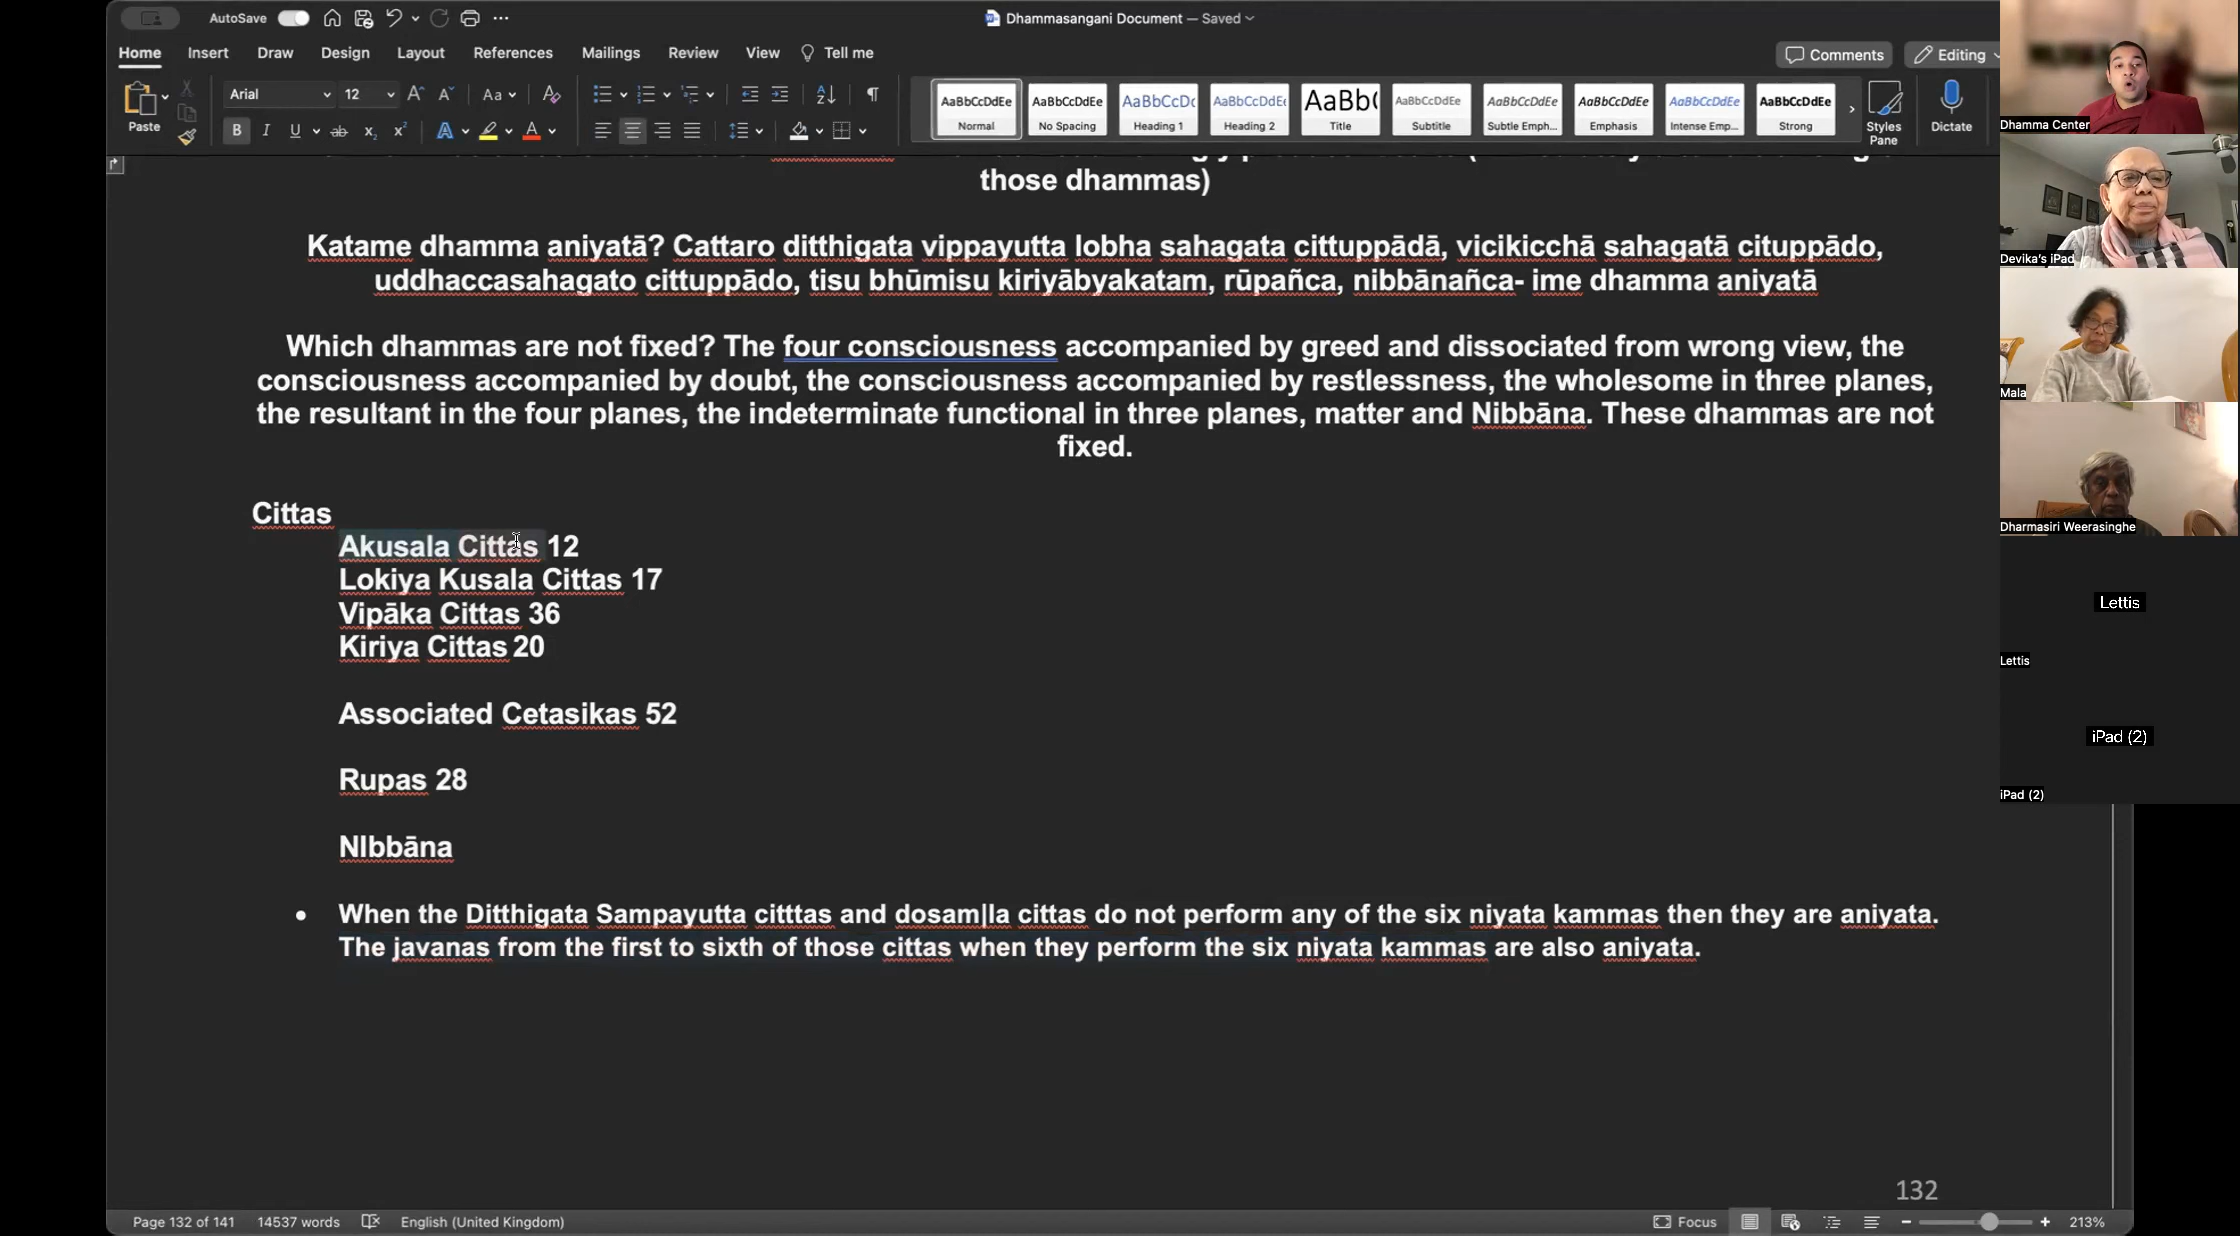 AutoSave
Dhammasangani Document — Saved
Home Insert Draw Design Layout References Mailings Review View Tell me
Comments Editing
Paste
Arial 12
Aa
AaBbCcDdEe AaBbCcDdEe AaBbCcDc AaBbCcDdEe AaBb( AaBbCcDdEe AaBbCcDdEe AaBbCcDdEe AaBbCcDdEe AaBbCcDdEe
Normal No Spacing Heading 1 Heading 2 Title Subtitle Subtle Emph... Emphasis Intense Emp... Strong
Styles Pane
Dictate
those dhammas)
Katame dhamma aniyatā? Cattaro ditthigata vippayutta lobha sahagata cittuppādā, vicikicchā sahagatā cituppādo,
uddhaccasahagato cittuppādo, tisu bhūmisu kiriyābyakatam, rūpañca, nibbānañca- ime dhamma aniyatā
Which dhammas are not fixed? The four consciousness accompanied by greed and dissociated from wrong view, the
consciousness accompanied by doubt, the consciousness accompanied by restlessness, the wholesome in three planes,
the resultant in the four planes, the indeterminate functional in three planes, matter and Nibbāna. These dhammas are not
fixed.
Cittas
Akusala Cittas 12
Lokiya Kusala Cittas 17
Vipāka Cittas 36
Kiriya Cittas 20
Associated Cetasikas 52
Rupas 28
NIbbāna
• When the Ditthigata Sampayutta citttas and dosam|la cittas do not perform any of the six niyata kammas then they are aniyata.
The javanas from the first to sixth of those cittas when they perform the six niyata kammas are also aniyata.
132
Page 132 of 141 14537 words English (United Kingdom)
Focus
213%
Dhamma Center
Devika's iPad
Mala
Dharmasiri Weerasinghe
Lettis
Lettis
iPad (2)
iPad (2)